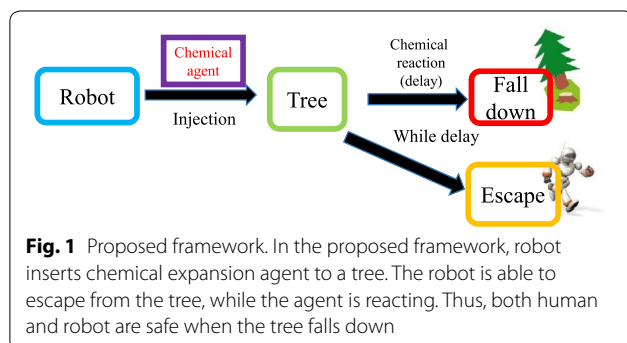 Chemical
agent
Chemical
reaction
(delay)
Robot
Injection
Tree
Fall
down
While delay
Escape
Fig. 1 Proposed framework. In the proposed framework, robot
inserts chemical expansion agent to a tree. The robot is able to
escape from the tree, while the agent is reacting. Thus, both human
and robot are safe when the tree falls down